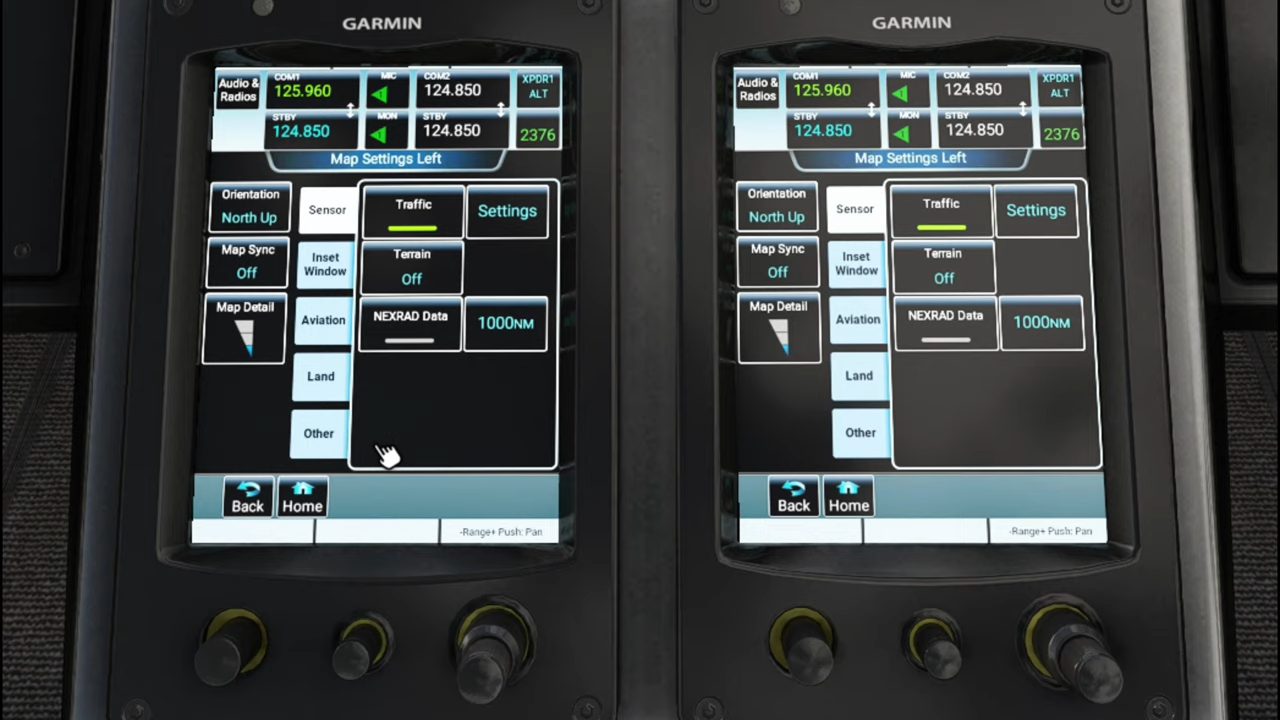 GARMIN
Audio & Radios
COM1
125.960
MIC
COM2
124.850
XPDR1
ALT
STBY
124.850
MON
124.850
2376
Map Settings Left
Orientation
North Up
Sensor
Traffic
Settings
Map Sync
Off
Inset Window
Terrain
Off
Map Detail
Aviation
NEXRAD Data
1000NM
Land
Other
Back
Home
-Range+ Push: Pan
GARMIN
Audio & Radios
COM1
125.960
MIC
COM2
124.850
XPDR1
ALT
STBY
124.850
MON
124.850
2376
Map Settings Left
Orientation
North Up
Sensor
Traffic
Settings
Map Sync
Off
Inset Window
Terrain
Off
Map Detail
Aviation
NEXRAD Data
1000NM
Land
Other
Back
Home
-Range+ Push: Pan